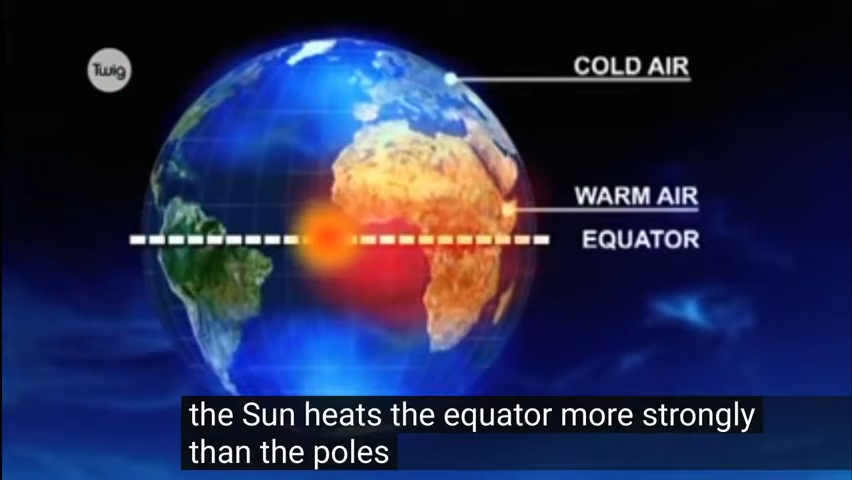 Twig
COLD AIR
WARM AIR
EQUATOR
the Sun heats the equator more strongly
than the poles